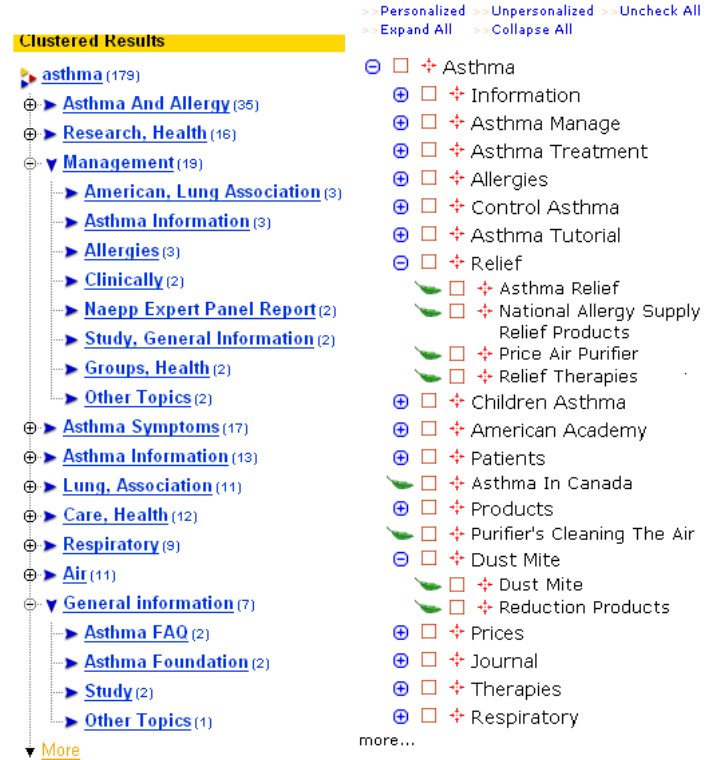 Clustered Results
asthma (179)
Asthma And Allergy (35)
Research, Health (16)
Management (19)
American, Lung Association (3)
Asthma Information (3)
Allergies (3)
Clinically (2)
Naepp Expert Panel Report (2)
Study, General Information (2)
Groups, Health (2)
Other Topics (2)
Asthma Symptoms (17)
Asthma Information (13)
Lung, Association (11)
Care, Health (12)
Respiratory (9)
Air (11)
General information (7)
Asthma FAQ (2)
Asthma Foundation (2)
Study (2)
Other Topics (1)
More
>>Personalized >>Unpersonalized >>Uncheck All
>>Expand All >>Collapse All
Asthma
Information
Asthma Manage
Asthma Treatment
Allergies
Control Asthma
Asthma Tutorial
Relief
Asthma Relief
National Allergy Supply
Relief Products
Price Air Purifier
Relief Therapies
Children Asthma
American Academy
Patients
Asthma In Canada
Products
Purifier's Cleaning The Air
Dust Mite
Dust Mite
Reduction Products
Prices
Journal
Therapies
Respiratory
more...